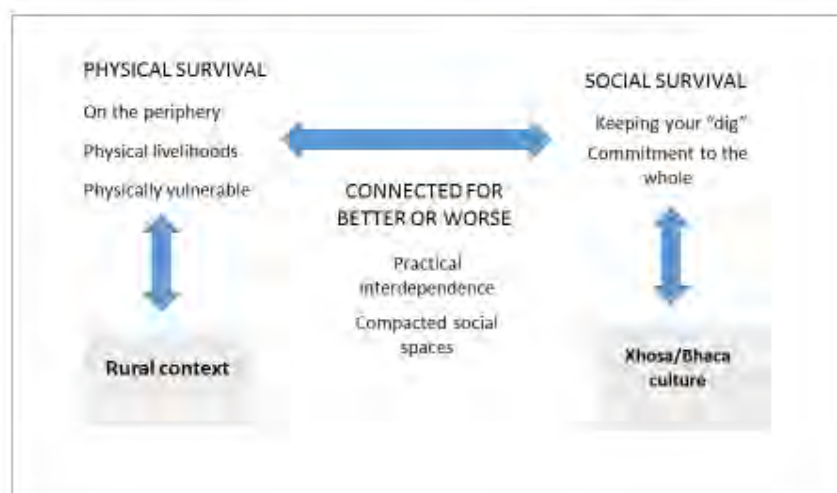 PHYSICAL SURVIVAL
On the periphery
Physical livelihoods
Physically vulnerable
Rural context
CONNECTED FOR
BETTER OR WORSE
Practical
interdependence
Compacted social
spaces
SOCIAL SURVIVAL
Keeping your “dig”
Commitment to the
whole
Xhosa/Bhaca
culture